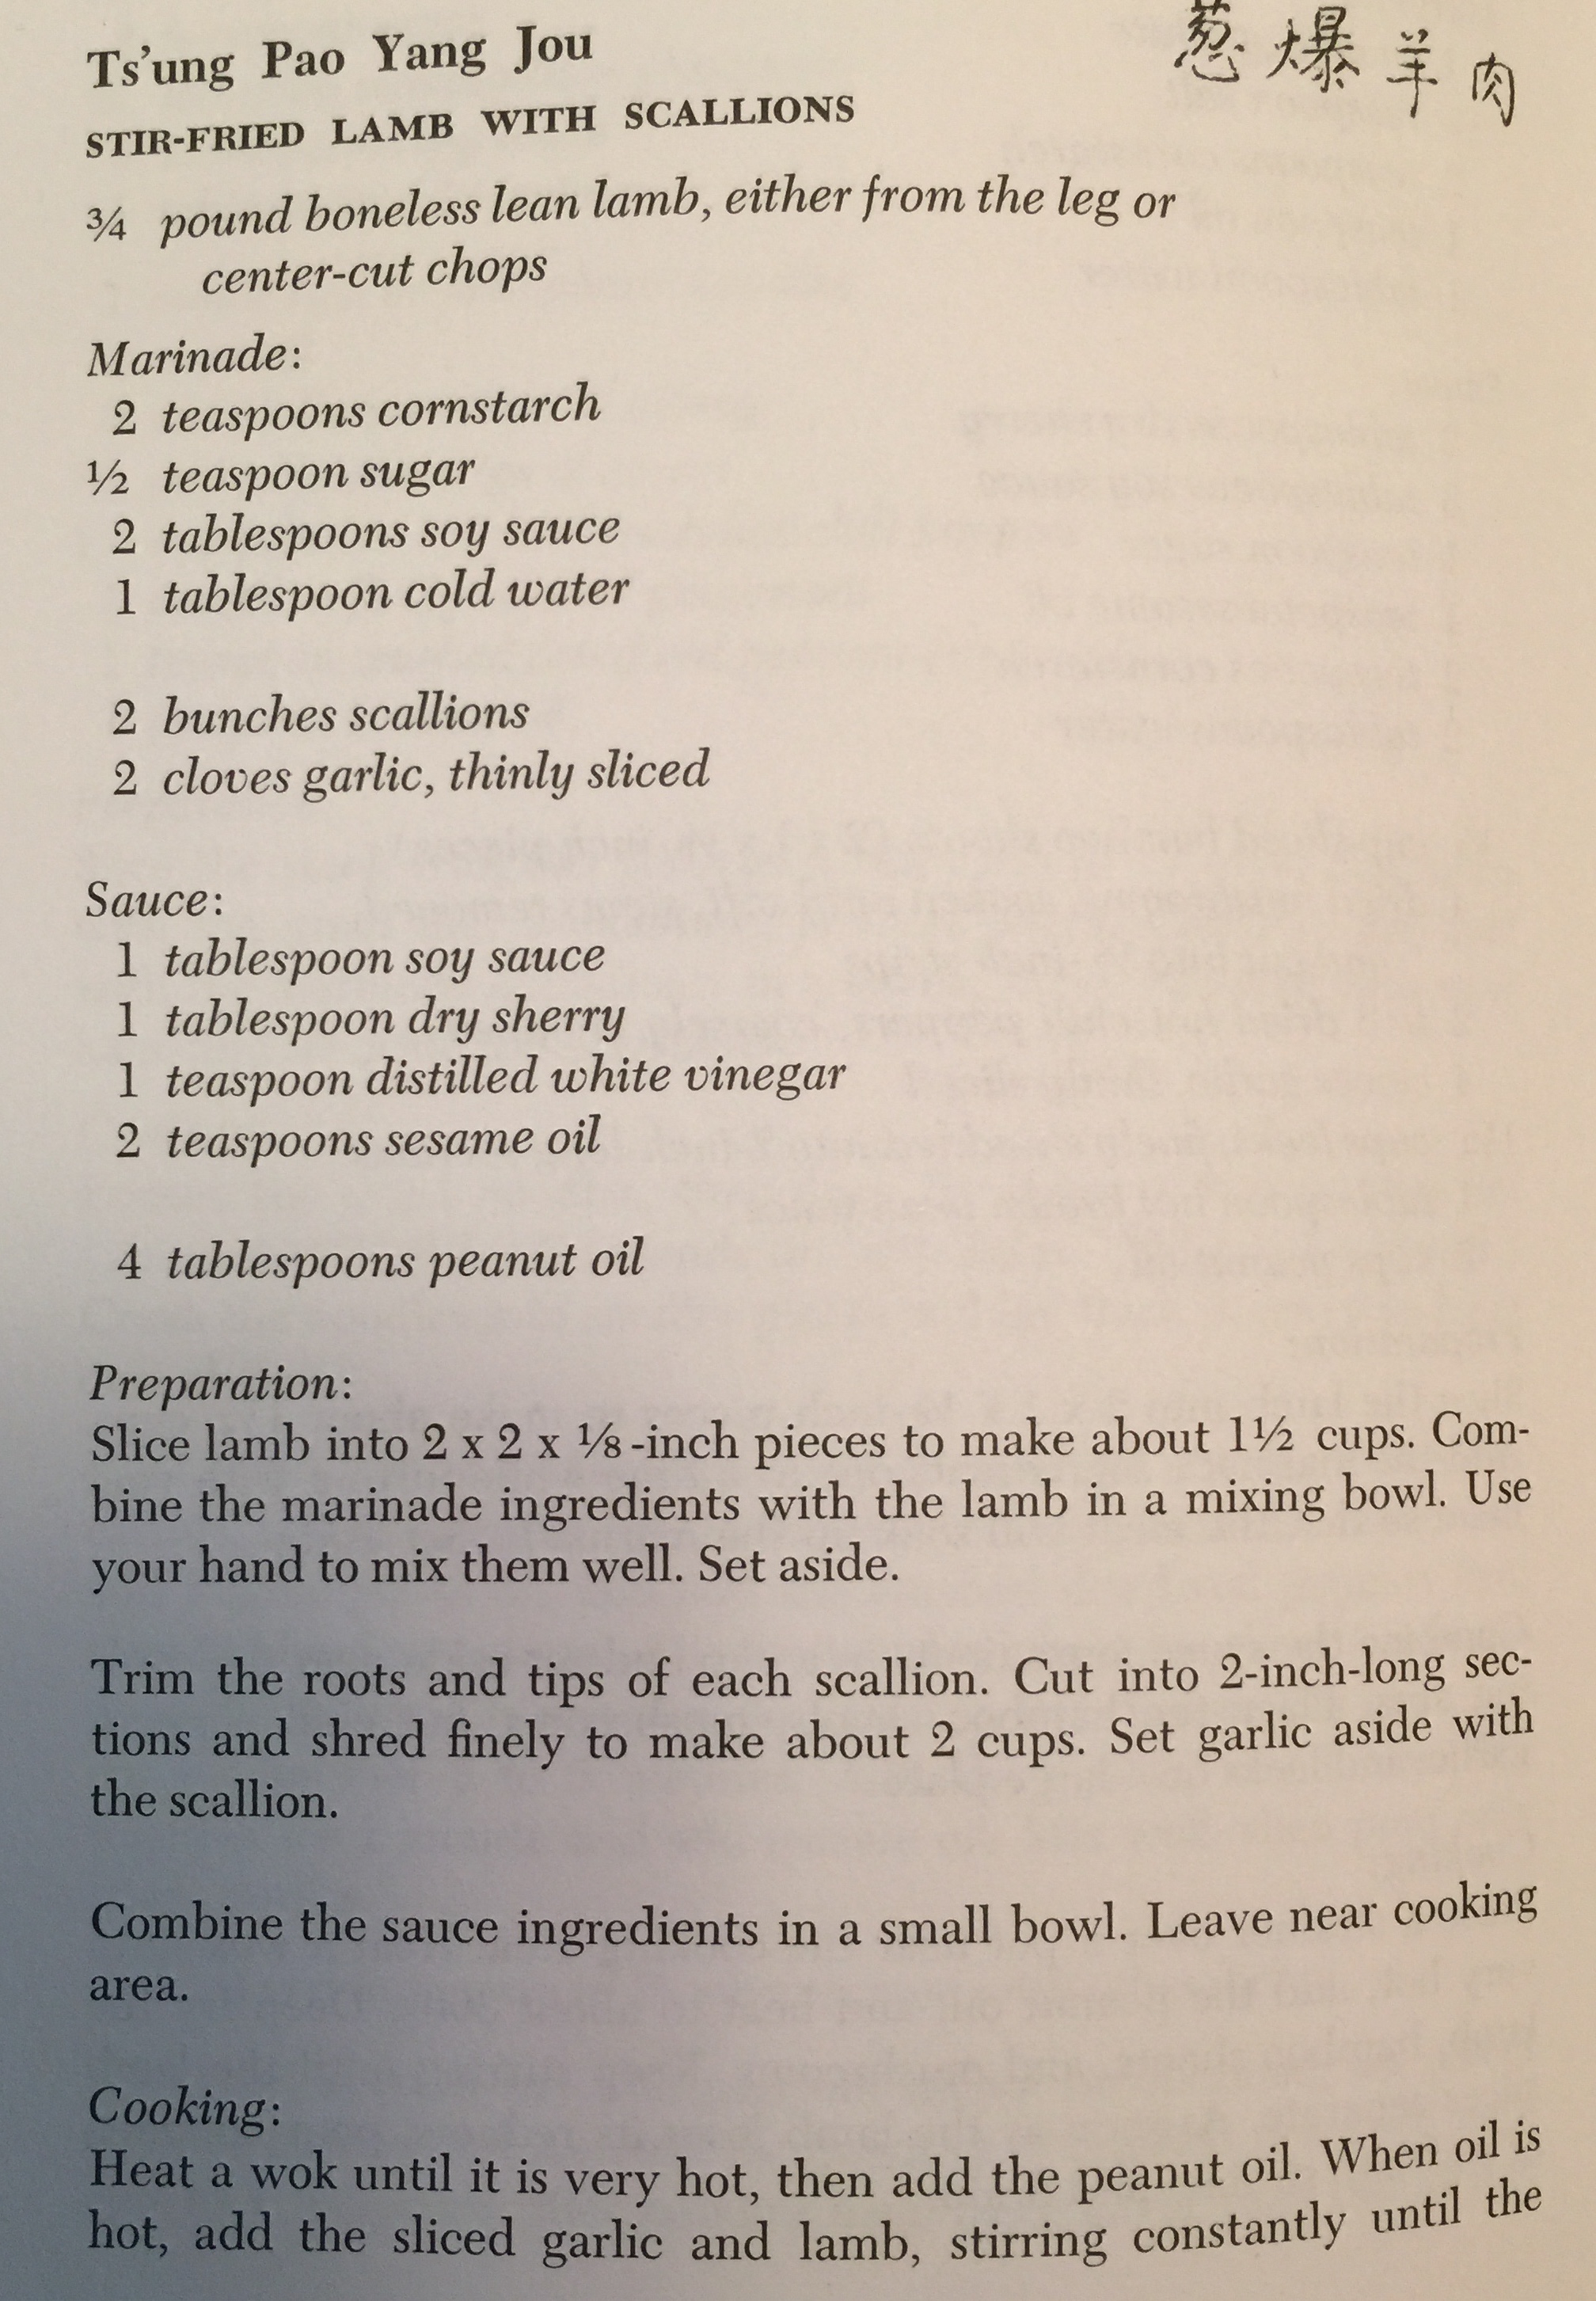 Ts'ung Pao Yang Jou
葱爆羊肉
STIR-FRIED LAMB WITH SCALLIONS
¾ pound boneless lean lamb, either from the leg or
center-cut chops
Marinade:
2 teaspoons cornstarch
½ teaspoon sugar
2 tablespoons soy sauce
1 tablespoon cold water
2 bunches scallions
2 cloves garlic, thinly sliced
Sauce:
1 tablespoon soy sauce
1 tablespoon dry sherry
1 teaspoon distilled white vinegar
2 teaspoons sesame oil
4 tablespoons peanut oil
Preparation:
Slice lamb into 2 x 2 x ⅛-inch pieces to make about 1½ cups. Com-
bine the marinade ingredients with the lamb in a mixing bowl. Use
your hand to mix them well. Set aside.
Trim the roots and tips of each scallion. Cut into 2-inch-long sec-
tions and shred finely to make about 2 cups. Set garlic aside with
the scallion.
Combine the sauce ingredients in a small bowl. Leave near cooking
area.
Cooking:
Heat a wok until it is very hot, then add the peanut oil. When oil is
hot, add the sliced garlic and lamb, stirring constantly until the